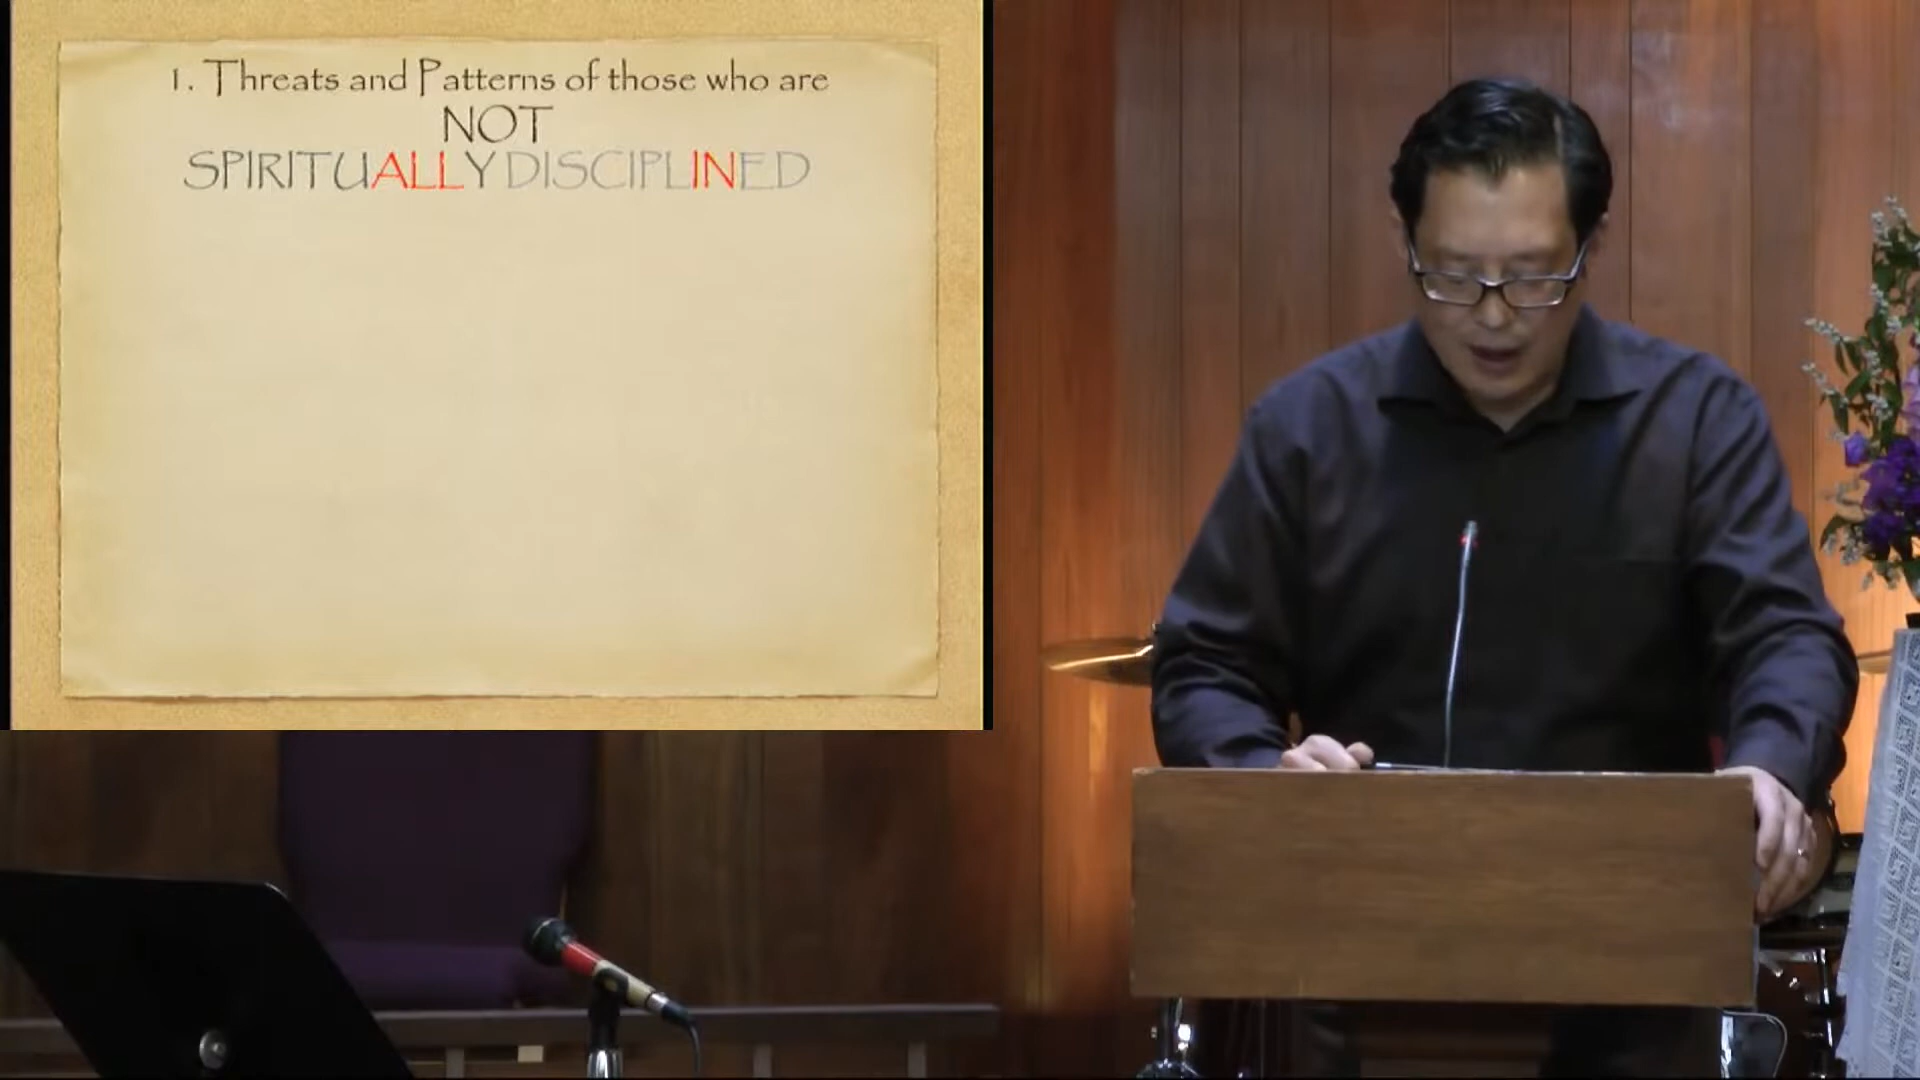 1. Threats and Patterns of those who are
NOT
SPIRITUALLY DISCIPLINED